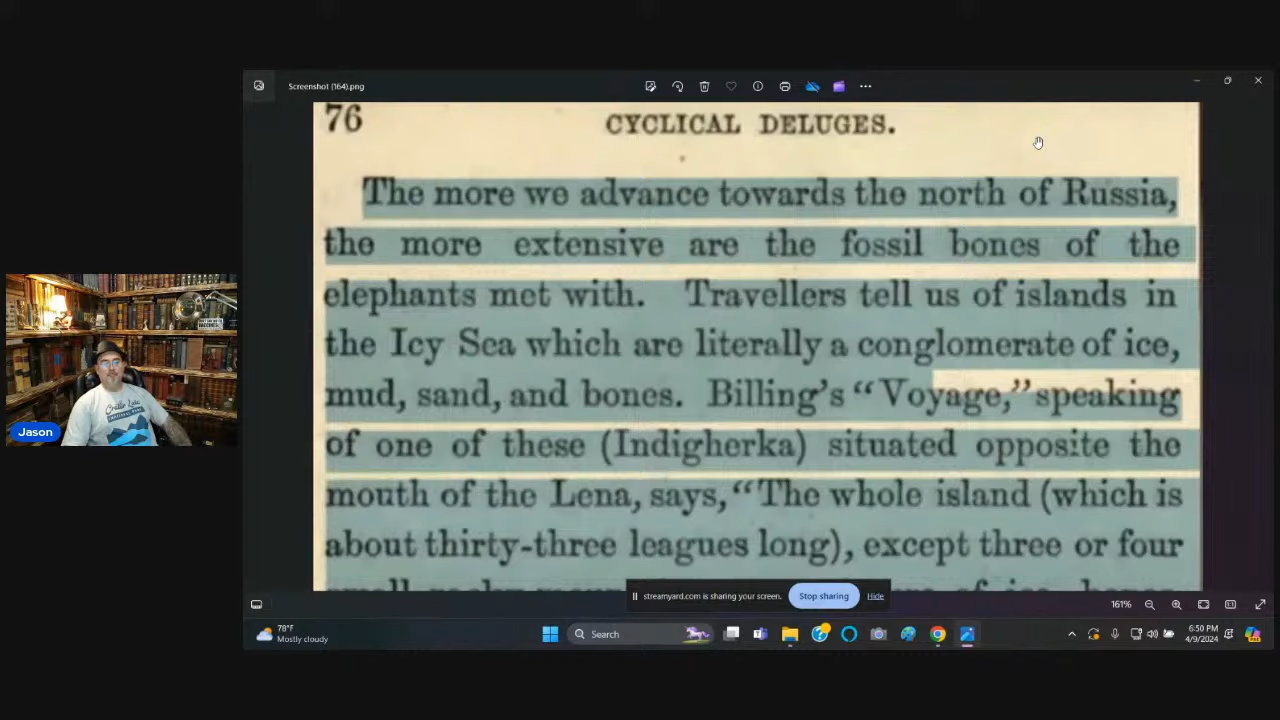 Screenshot (164).png
76
CYCLICAL DELUGES.
The more we advance towards the north of Russia,
the more extensive are the fossil bones of the
elephants met with. Travellers tell us of islands in
the Icy Sea which are literally a conglomerate of ice,
mud, sand, and bones. Billing's “Voyage,” speaking
of one of these (Indigherka) situated opposite the
mouth of the Lena, says, “The whole island (which is
about thirty-three leagues long), except three or four
Jason
streamyard.com is sharing your screen.
Stop sharing
Hide
161%
78°F
Mostly cloudy
Search
6:50 PM
4/9/2024